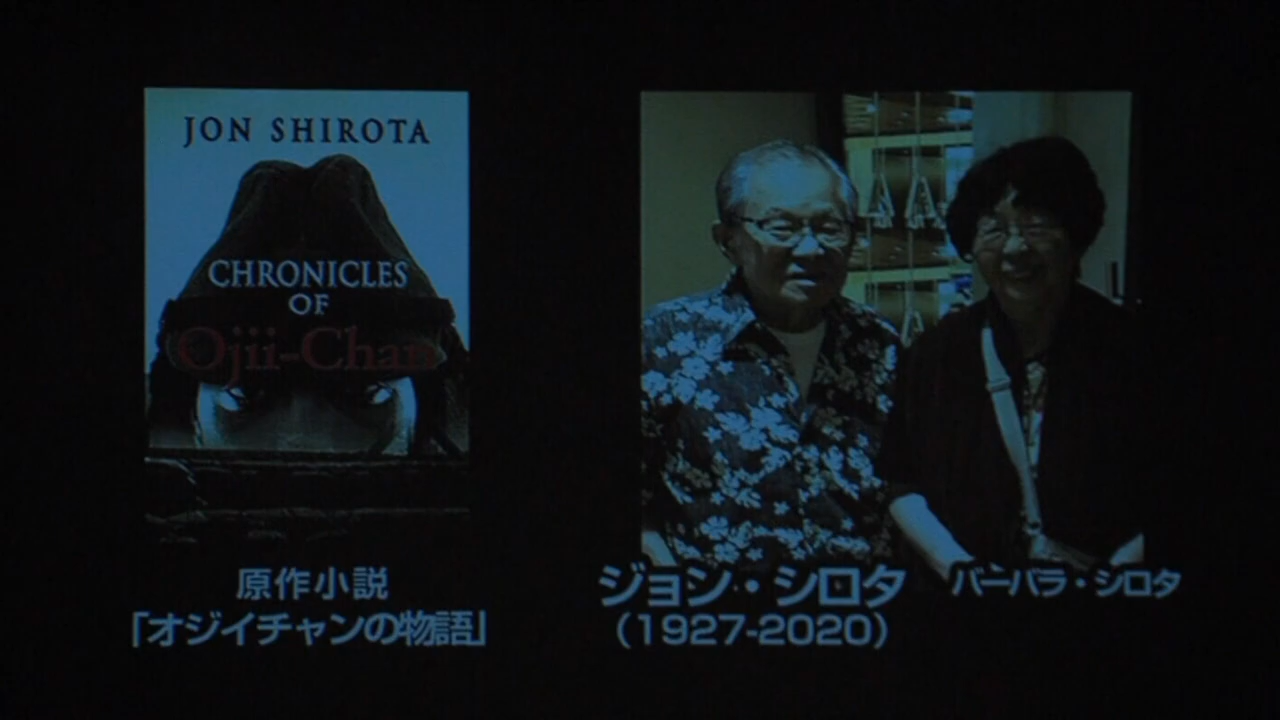 JON SHIROTA
CHRONICLES
OF
Ojii-Chan
原作小説
「オジイチャンの物語」
ジョン・シロタ
(1927-2020)
バーバラ・シロタ